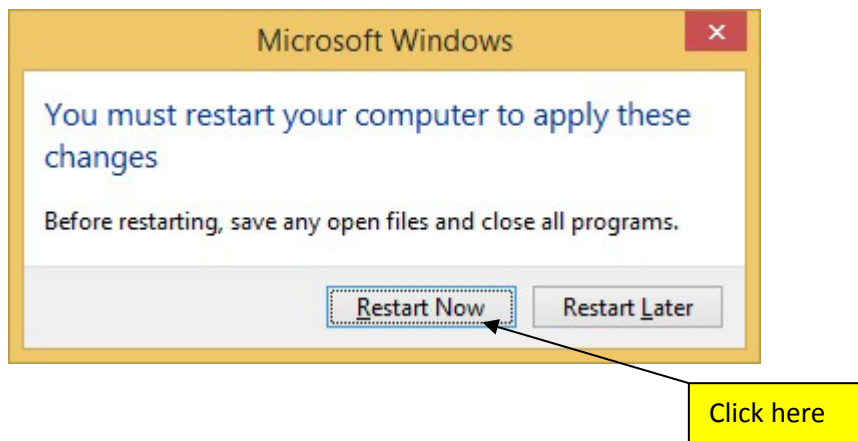 Microsoft Windows
You must restart your computer to apply these
changes
Before restarting, save any open files and close all programs.
Restart Now
Restart Later
Click here